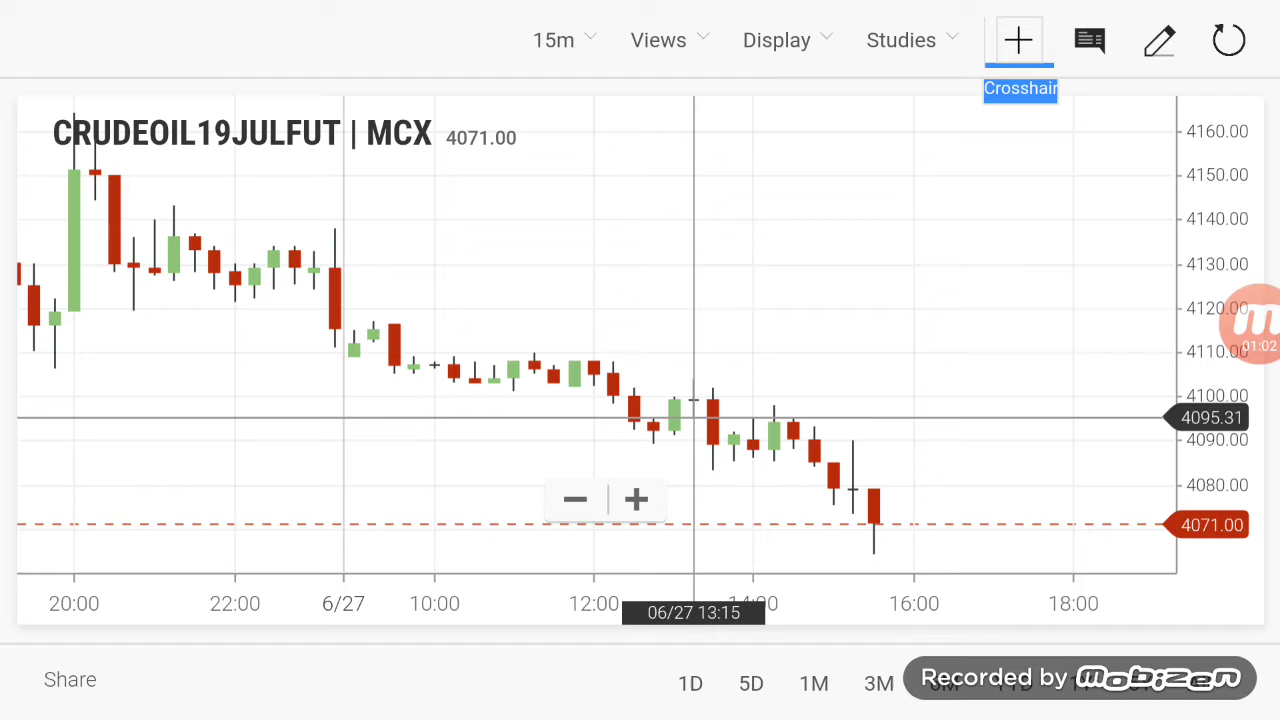 15m Views Display Studies
Crosshair
CRUDEOIL19JULFUT | MCX 4071.00
4160.00
4150.00
4140.00
4130.00
4120.00
01:02
4110.00
4100.00
4095.31
4090.00
4080.00
4071.00
20:00 22:00 6/27 10:00 12:00 14:00 16:00 18:00
06/27 13:15
Share 1D 5D 1M 3M
Recorded by mobizen